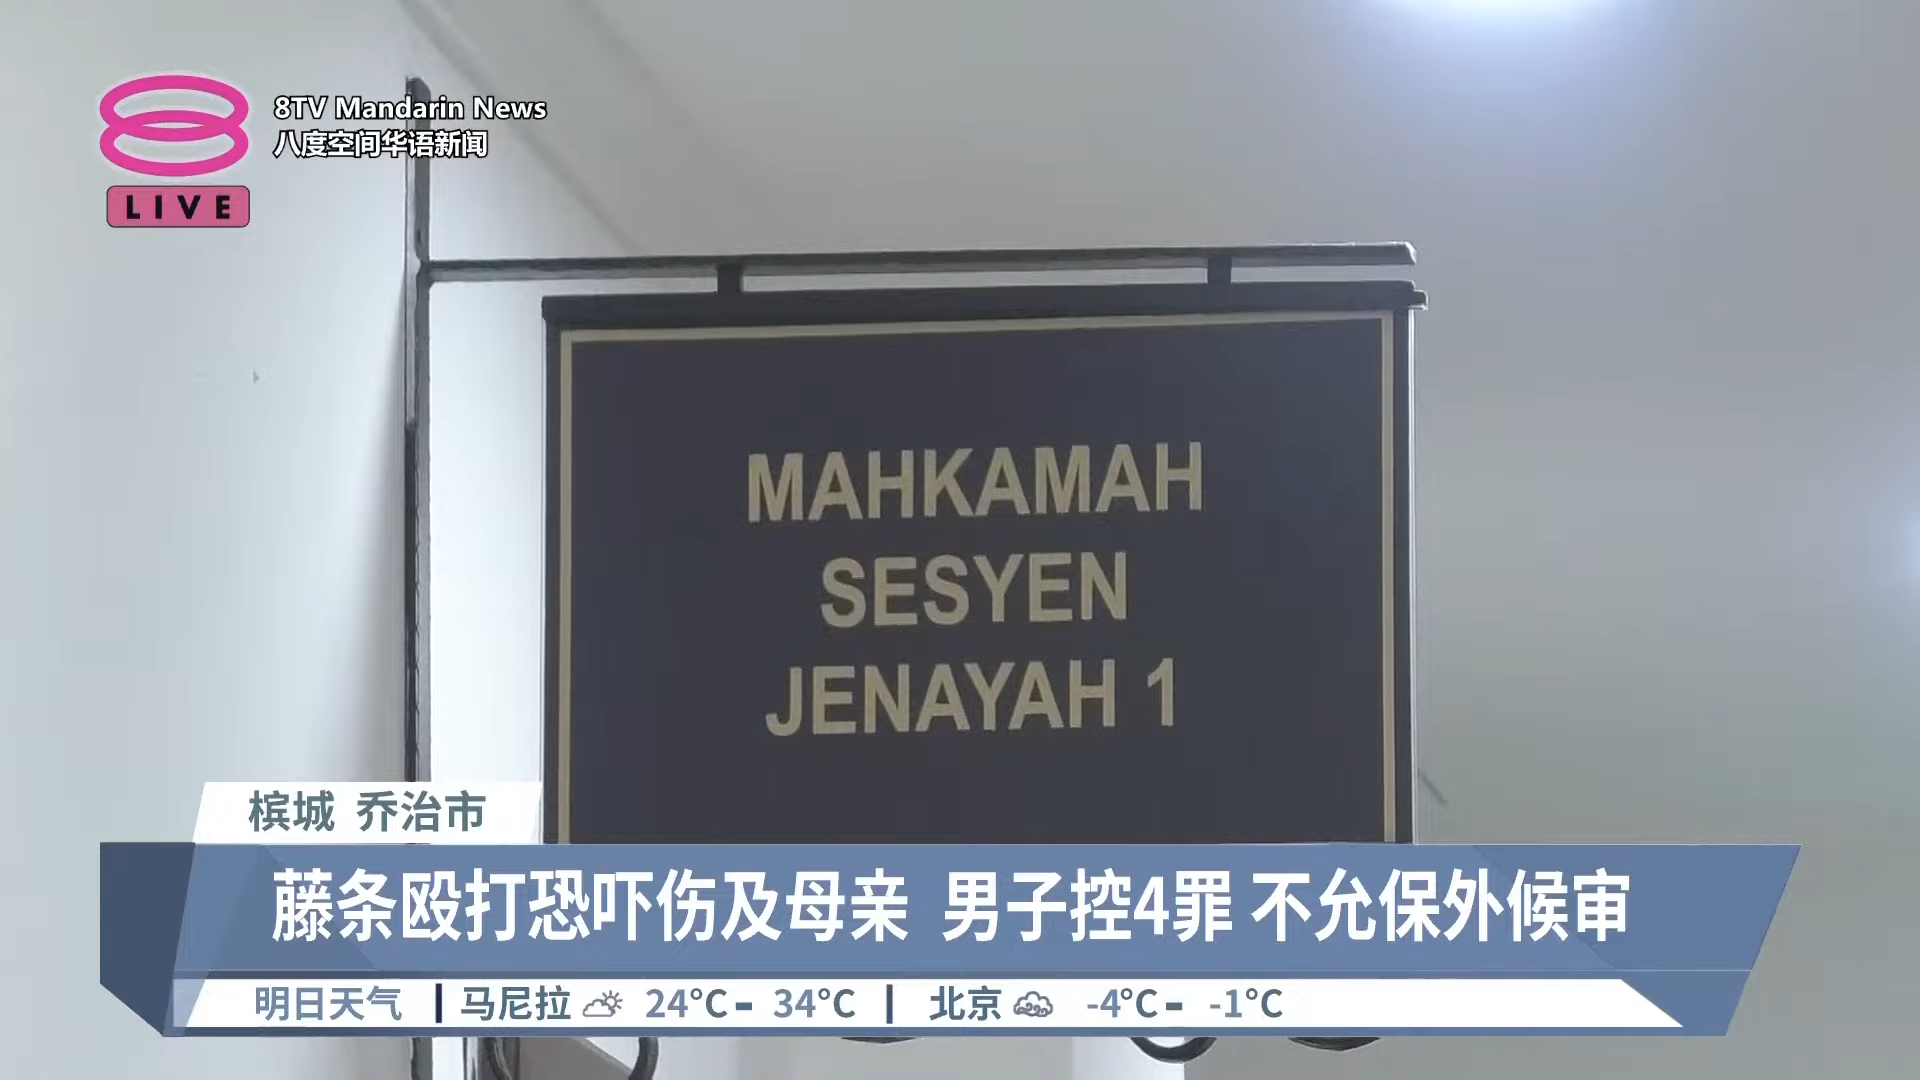 8TV Mandarin News
八度空间华语新闻
LIVE
MAHKAMAH
SESYEN
JENAYAH 1
槟城 乔治市
藤条殴打恐吓伤及母亲 男子控4罪 不允保外候审
明日天气 | 马尼拉 24°C - 34°C | 北京 -4°C - -1°C